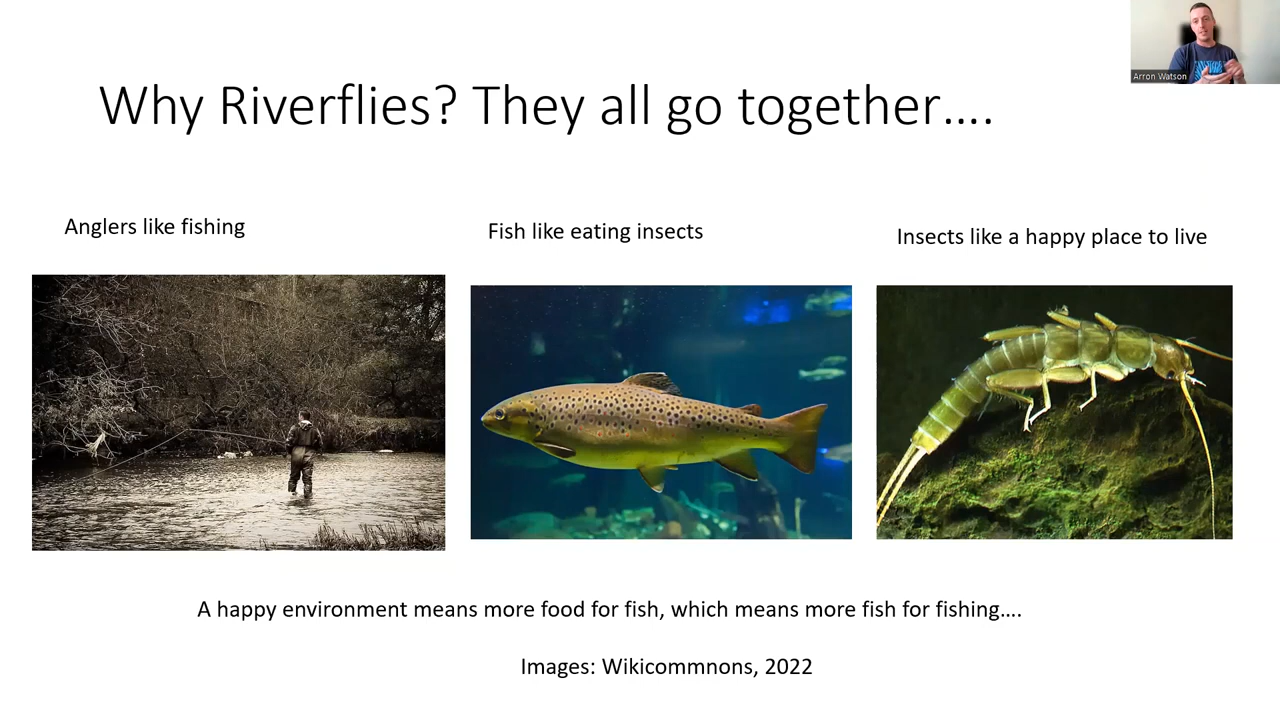 Arron Watson
Why Riverflies? They all go together....
Anglers like fishing
Fish like eating insects
Insects like a happy place to live
A happy environment means more food for fish, which means more fish for fishing....
Images: Wikicommnons, 2022